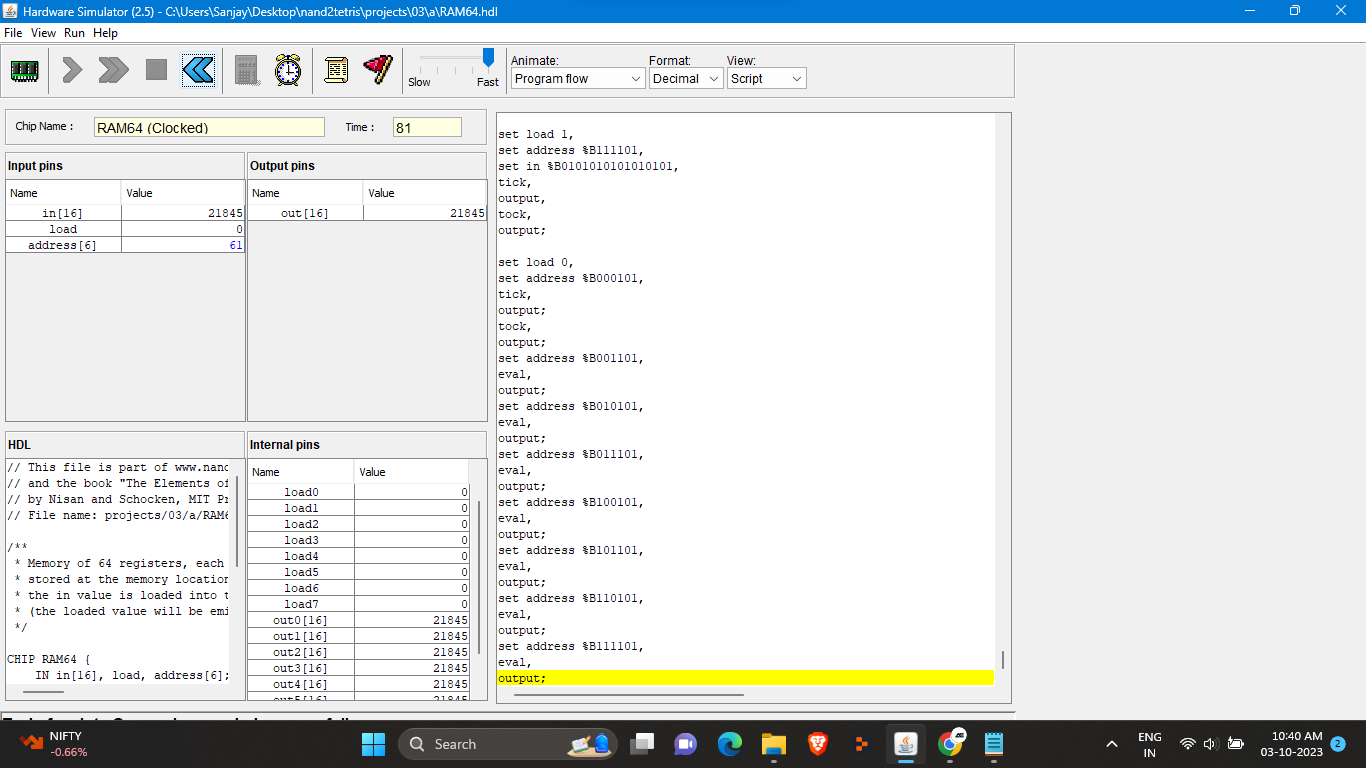 Hardware Simulator (2.5) - C:\Users\Sanjay\Desktop\nand2tetris\projects\03\a\RAM64.hdl
File View Run Help
Slow Fast
Animate: Format: View:
Program flow Decimal Script
Chip Name : RAM64 (Clocked) Time : 81
Input pins
Name Value
in[16] 21845
load 0
address[6] 61
Output pins
Name Value
out[16] 21845
HDL
// This file is part of www.nand
// and the book "The Elements of
// by Nisan and Schocken, MIT Pr
// File name: projects/03/a/RAM6
/**
* Memory of 64 registers, each
* stored at the memory location
* the in value is loaded into t
* (the loaded value will be emi
*/
CHIP RAM64 {
IN in[16], load, address[6];
Internal pins
Name Value
load0 0
load1 0
load2 0
load3 0
load4 0
load5 0
load6 0
load7 0
out0[16] 21845
out1[16] 21845
out2[16] 21845
out3[16] 21845
out4[16] 21845
set load 1,
set address %B111101,
set in %B0101010101010101,
tick,
output,
tock,
output;
set load 0,
set address %B000101,
tick,
output;
tock,
output;
set address %B001101,
eval,
output;
set address %B010101,
eval,
output;
set address %B011101,
eval,
output;
set address %B100101,
eval,
output;
set address %B101101,
eval,
output;
set address %B110101,
eval,
output;
set address %B111101,
eval,
output;
NIFTY
-0.66%
Search
ENG
IN
10:40 AM
03-10-2023
2